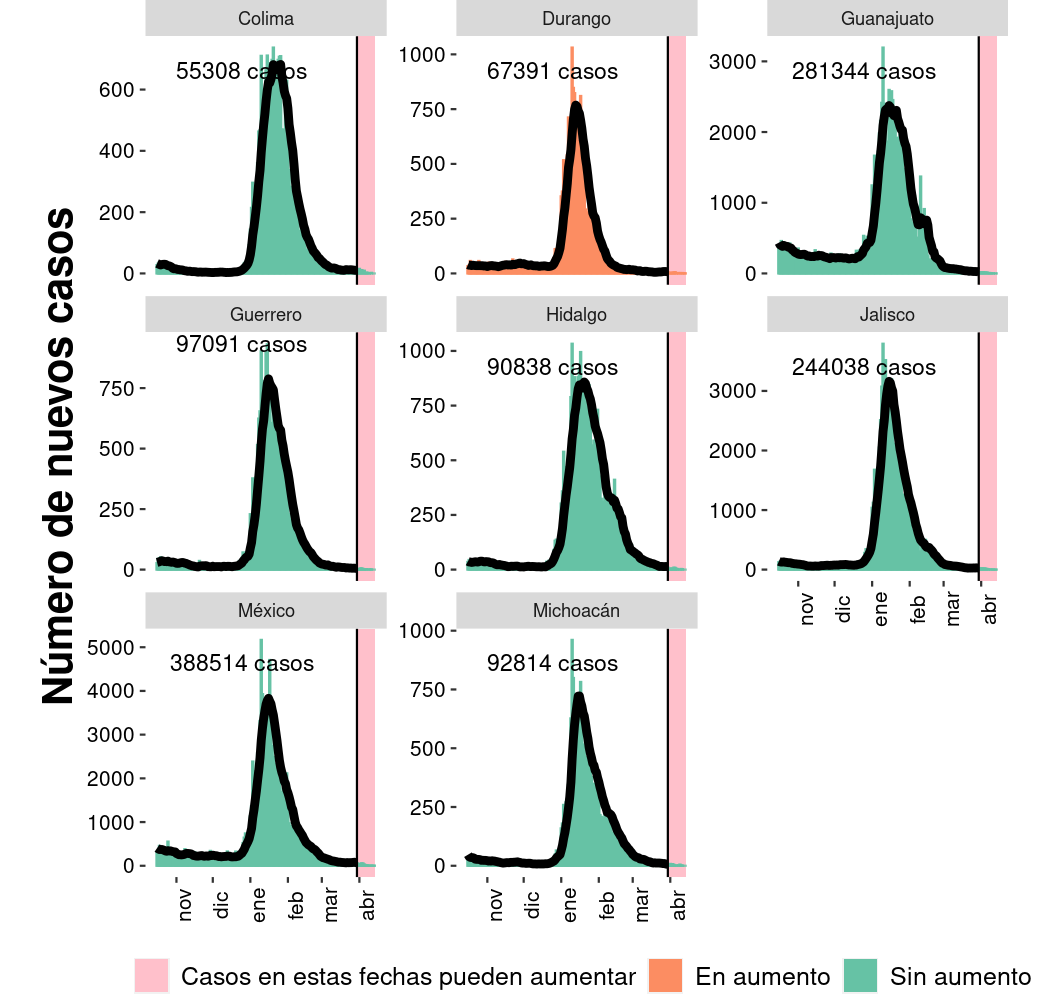 Número de nuevos casos
Colima
55308 casos
600
400
200
0
Durango
67391 casos
1000
750
500
250
0
Guanajuato
281344 casos
3000
2000
1000
0
Guerrero
97091 casos
750
500
250
0
Hidalgo
90838 casos
1000
750
500
250
0
Jalisco
244038 casos
3000
2000
1000
0
nov dic ene feb mar abr
México
388514 casos
5000
4000
3000
2000
1000
0
nov dic ene feb mar abr
Michoacán
92814 casos
1000
750
500
250
0
nov dic ene feb mar abr
Casos en estas fechas pueden aumentar En aumento Sin aumento